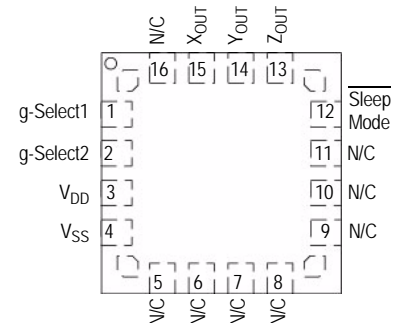 N/C
XOUT
YOUT
ZOUT
16
15
14
13
g-Select1
1
g-Select2
2
VDD
3
VSS
4
12
Sleep
Mode
11
N/C
10
N/C
9
N/C
5
6
7
8
N/C
N/C
N/C
N/C